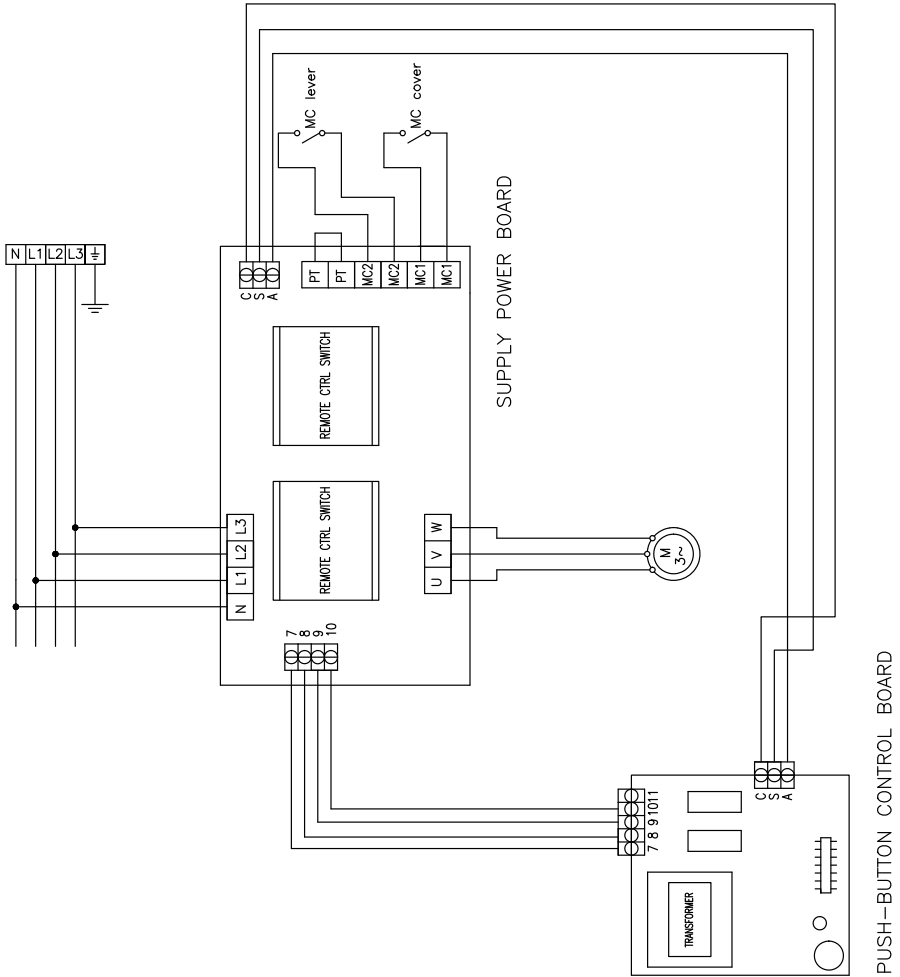 N L1 L2 L3
MC lever
MC cover
C
S
A
PT
PT
MC2
MC2
MC1
MC1
SUPPLY POWER BOARD
REMOTE CTRL SWITCH
REMOTE CTRL SWITCH
N L1 L2 L3
U V W
M
3~
7
8
9
10
7 8 9 10 11
C
S
A
TRANSFORMER
PUSH-BUTTON CONTROL BOARD